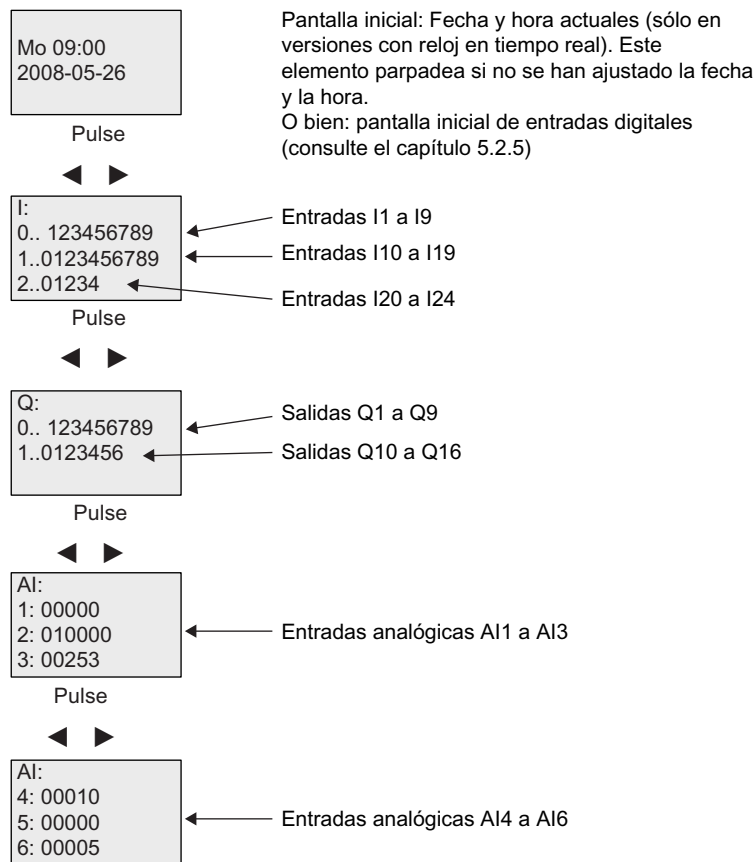 Mo 09:00
2008-05-26
Pantalla inicial: Fecha y hora actuales (sólo en
versiones con reloj en tiempo real). Este
elemento parpadea si no se han ajustado la fecha
y la hora.
O bien: pantalla inicial de entradas digitales
(consulte el capítulo 5.2.5)
Pulse
I:
0.. 123456789
1..0123456789
2..01234
Entradas I1 a I9
Entradas I10 a I19
Entradas I20 a I24
Pulse
Q:
0.. 123456789
1..0123456
Salidas Q1 a Q9
Salidas Q10 a Q16
Pulse
AI:
1: 00000
2: 010000
3: 00253
Entradas analógicas AI1 a AI3
Pulse
AI:
4: 00010
5: 00000
6: 00005
Entradas analógicas AI4 a AI6